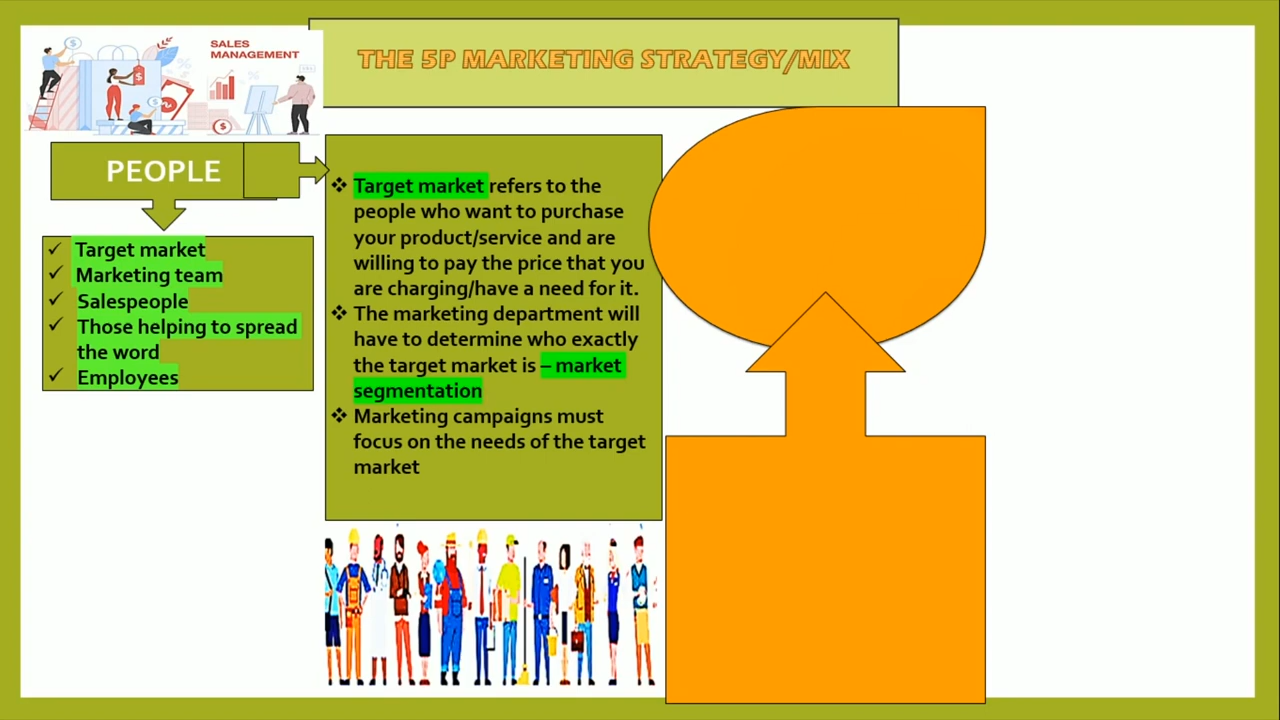 SALES
MANAGEMENT
THE 5P MARKETING STRATEGY/MIX
PEOPLE
✓ Target market
✓ Marketing team
✓ Salespeople
✓ Those helping to spread
the word
✓ Employees
❖ Target market refers to the
people who want to purchase
your product/service and are
willing to pay the price that you
are charging/have a need for it.
❖ The marketing department will
have to determine who exactly
the target market is – market
segmentation
❖ Marketing campaigns must
focus on the needs of the target
market